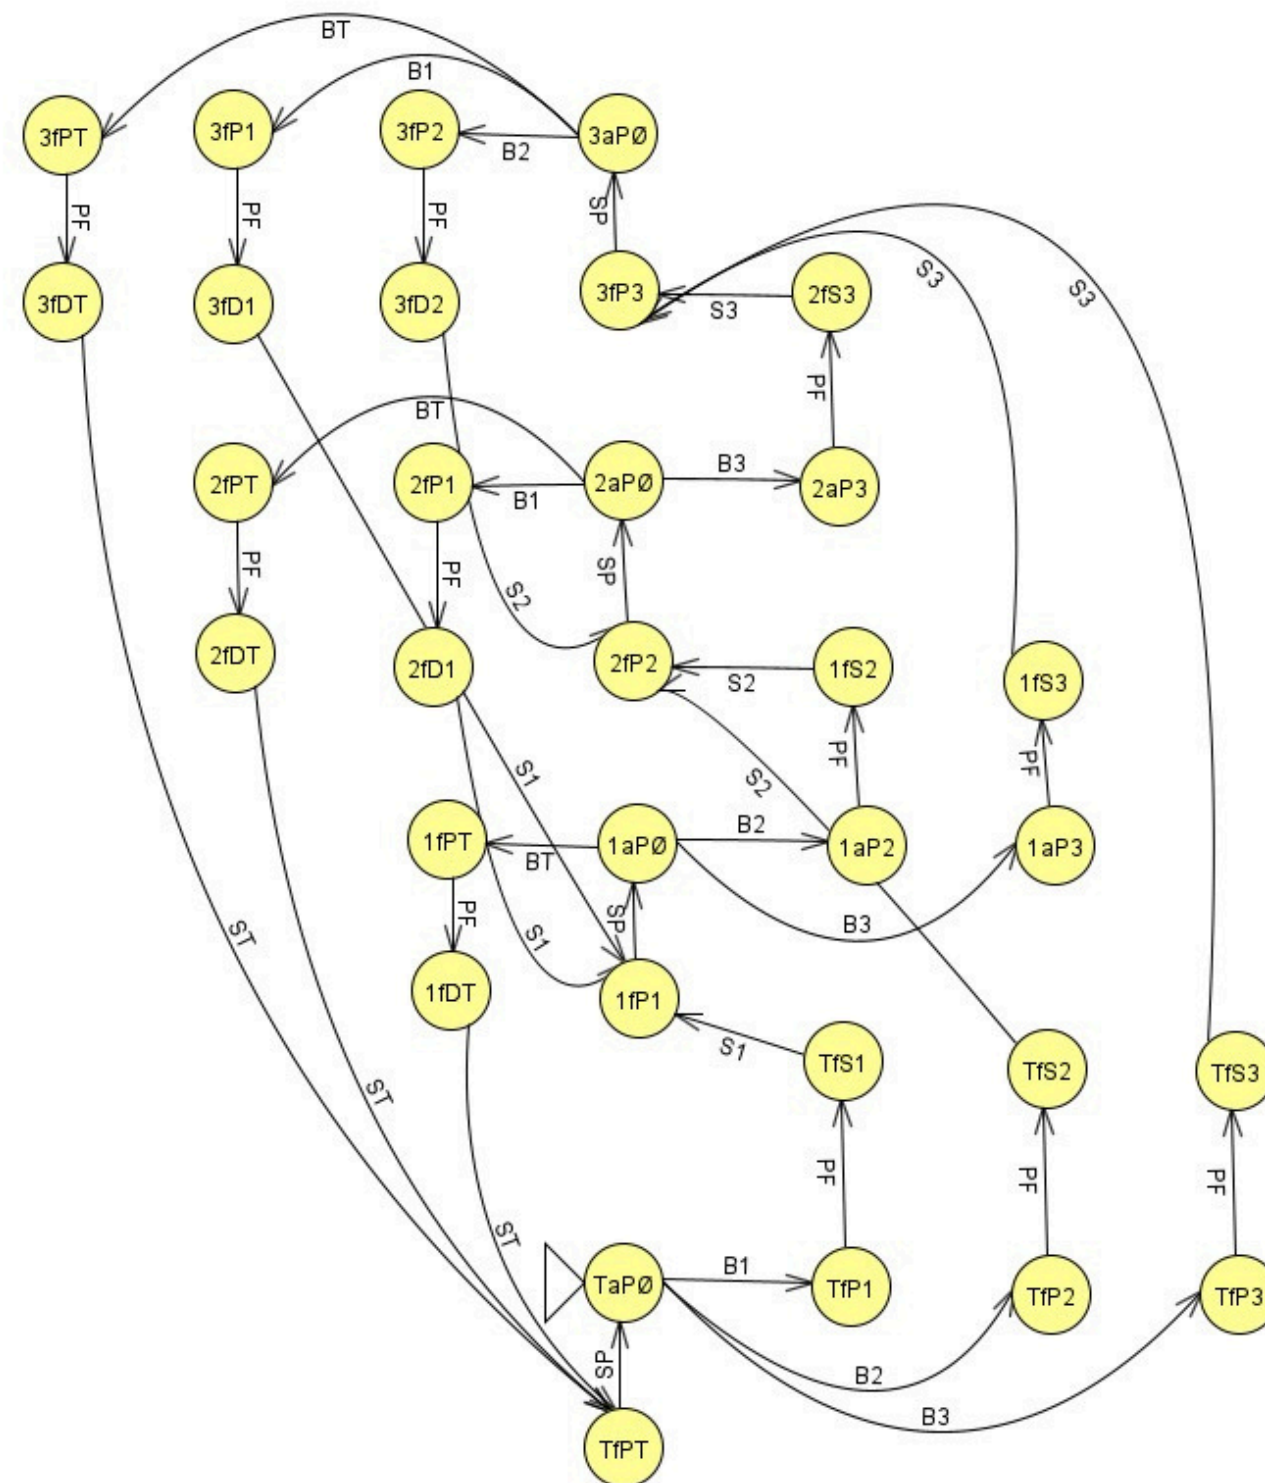 BT
B1
3fPT
3fP1
3fP2
3aPØ
B2
PF
PF
PF
SP
3fDT
3fD1
3fD2
3fP3
2fS3
S3
S3
S3
PF
BT
2fPT
2fP1
2aPØ
B3
2aP3
B1
PF
PF
SP
S2
2fDT
2fD1
2fP2
1fS2
1fS3
S2
S1
S2
PF
PF
1fPT
1aPØ
B2
1aP2
1aP3
BT
PF
SP
B3
ST
S1
1fDT
1fP1
S1
TfS1
TfS2
TfS3
ST
PF
PF
PF
ST
TaPØ
B1
TfP1
TfP2
TfP3
SP
B2
B3
TfPT